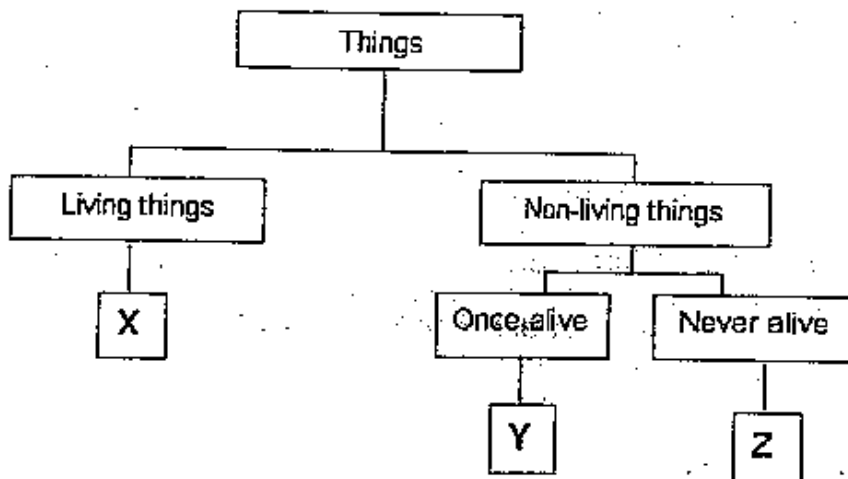 Things
Living things
Non-living things
X
Once alive
Never alive
Y
Z